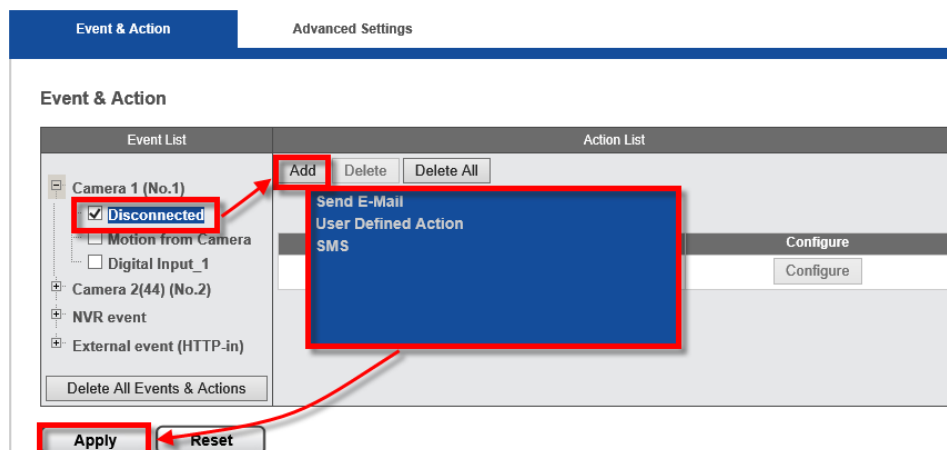 Event & Action
Advanced Settings
Event & Action
Event List
Action List
Camera 1 (No.1)
Disconnected
Motion from Camera
Digital Input_1
Camera 2(44) (No.2)
NVR event
External event (HTTP-in)
Delete All Events & Actions
Add Delete Delete All
Send E-Mail
User Defined Action
SMS
Configure
Configure
Apply Reset